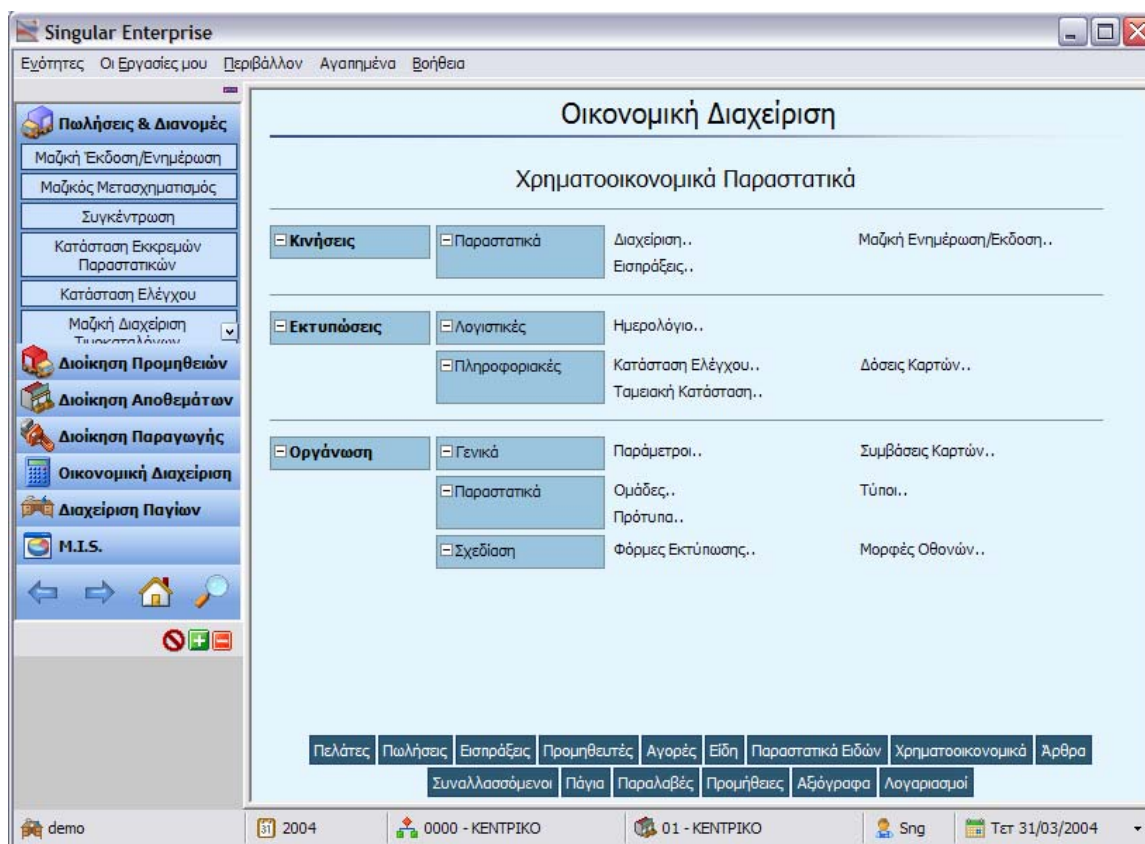 Singular Enterprise
Ενότητες Οι Εργασίες μου Περιβάλλον Αγαπημένα Βοήθεια
Πωλήσεις & Διανομές
Μαζική Έκδοση/Ενημέρωση
Μαζικός Μετασχηματισμός
Συγκέντρωση
Κατάσταση Εκκρεμών
Παραστατικών
Κατάσταση Ελέγχου
Μαζική Διαχείριση
Τιμοκαταλόγων
Διοίκηση Προμηθειών
Διοίκηση Αποθεμάτων
Διοίκηση Παραγωγής
Οικονομική Διαχείριση
Διαχείριση Παγίων
M.I.S.
Οικονομική Διαχείριση
Χρηματοοικονομικά Παραστατικά
Κινήσεις Παραστατικά Διαχείριση.. Μαζική Ενημέρωση/Εκδοση..
Εισπράξεις..
Εκτυπώσεις Λογιστικές Ημερολόγιο..
Πληροφοριακές Κατάσταση Ελέγχου.. Δόσεις Καρτών..
Ταμειακή Κατάσταση..
Οργάνωση Γενικά Παράμετροι.. Συμβάσεις Καρτών..
Παραστατικά Ομάδες.. Τύποι..
Πρότυπα..
Σχεδίαση Φόρμες Εκτύπωσης.. Μορφές Οθονών..
Πελάτες Πωλήσεις Εισπράξεις Προμηθευτές Αγορές Είδη Παραστατικά Ειδών Χρηματοοικονομικά Άρθρα
Συναλλασσόμενοι Πάγια Παραλαβές Προμήθειες Αξιόγραφα Λογαριασμοί
demo 31 2004 0000 - ΚΕΝΤΡΙΚΟ 01 - ΚΕΝΤΡΙΚΟ Sng Τετ 31/03/2004